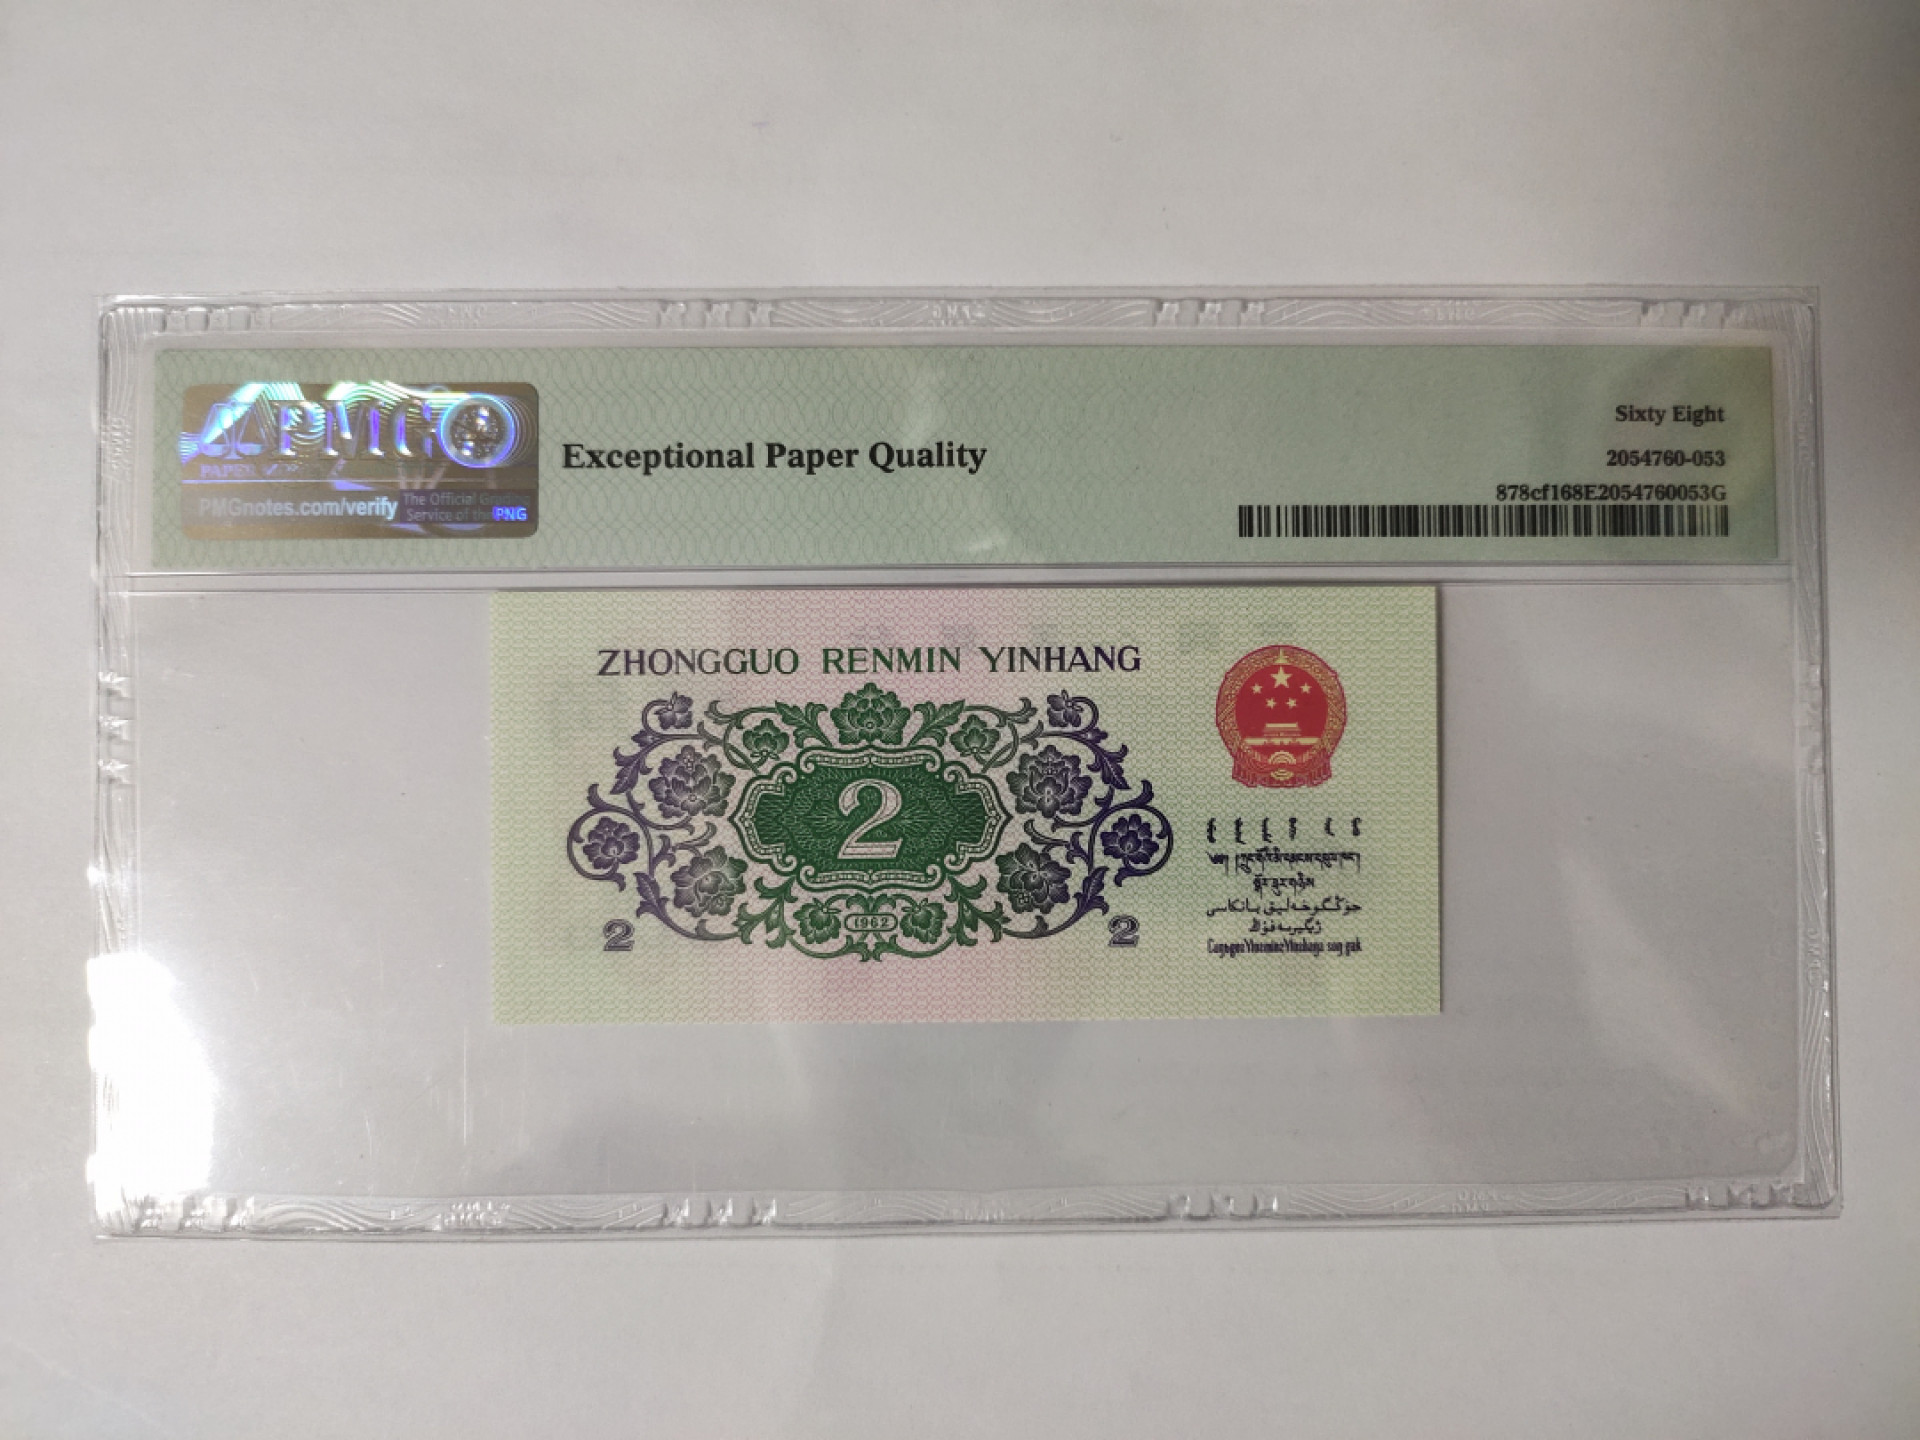 PMG
PAPER
PMGnotes.com/verify
The Official Grading
Service of the PNG
Exceptional Paper Quality
Sixty Eight
2054760-053
878cf168E2054760053G
ZHONGGUO RENMIN YINHANG
2
1962
2 2